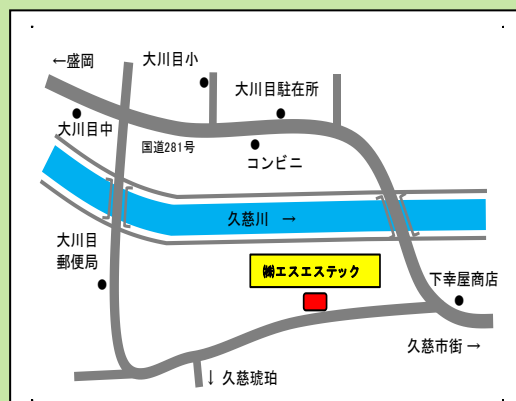 大川目小
←盛岡
大川目駐在所
大川目中
国道281号
コンビニ
久慈川 →
大川目
郵便局
㈱エスエステック
下幸屋商店
久慈市街→
↓ 久慈琥珀